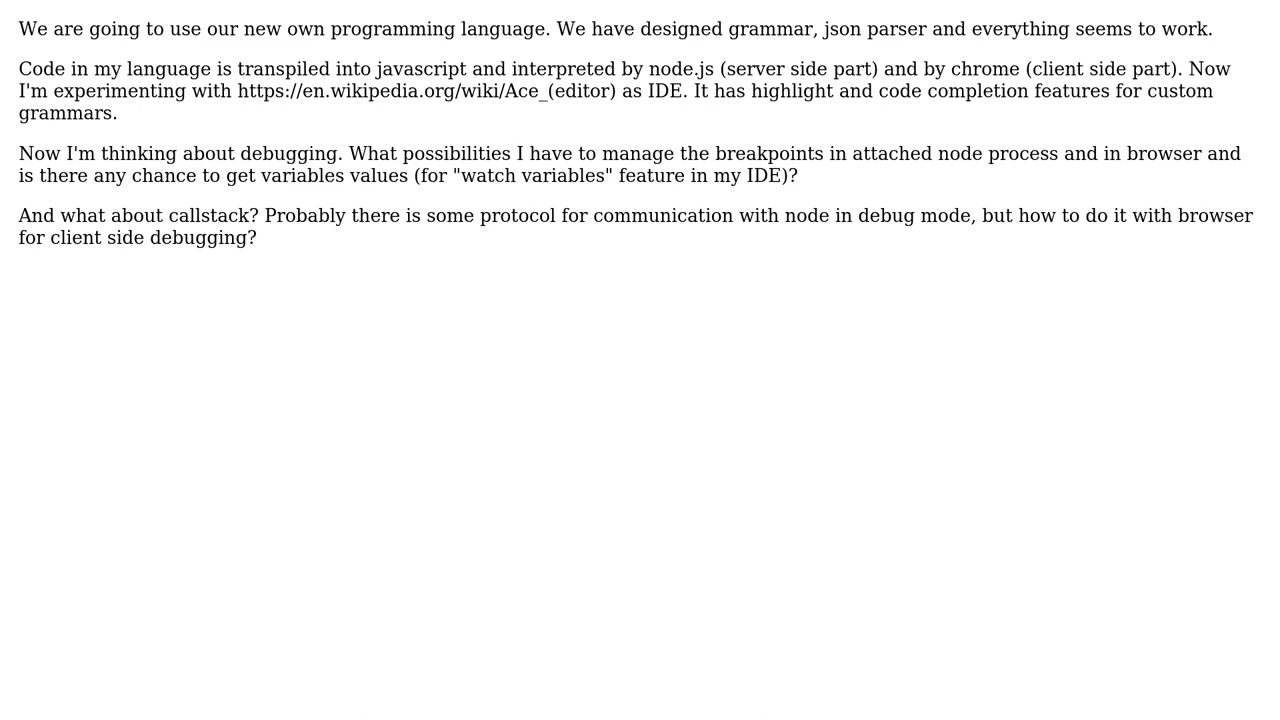 We are going to use our new own programming language. We have designed grammar, json parser and everything seems to work.
Code in my language is transpiled into javascript and interpreted by node.js (server side part) and by chrome (client side part). Now
I'm experimenting with https://en.wikipedia.org/wiki/Ace_(editor) as IDE. It has highlight and code completion features for custom
grammars.
Now I'm thinking about debugging. What possibilities I have to manage the breakpoints in attached node process and in browser and
is there any chance to get variables values (for "watch variables" feature in my IDE)?
And what about callstack? Probably there is some protocol for communication with node in debug mode, but how to do it with browser
for client side debugging?